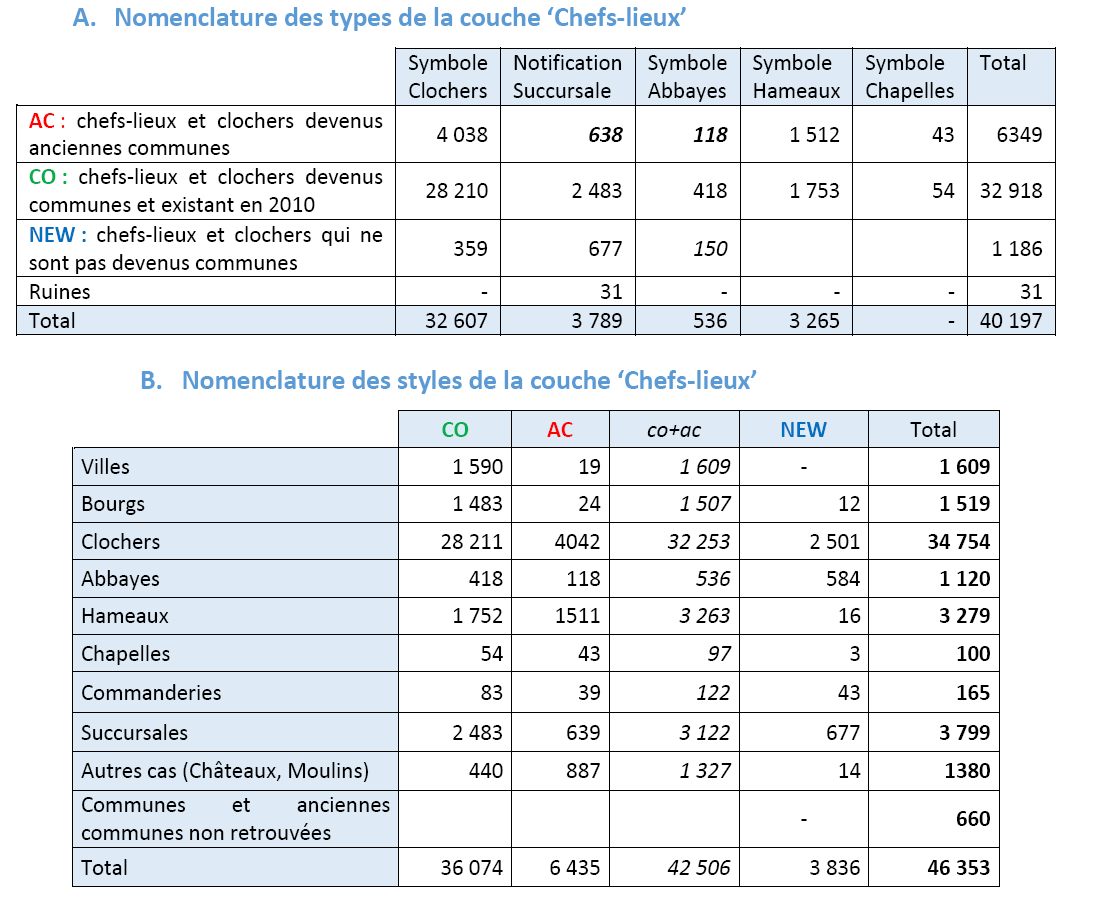 A. Nomenclature des types de la couche ‘Chefs-lieux’
Symbole Clochers Notification Succursale Symbole Abbayes Symbole Hameaux Symbole Chapelles Total
AC : chefs-lieux et clochers devenus
anciennes communes 4 038 638 118 1 512 43 6349
CO : chefs-lieux et clochers devenus
communes et existant en 2010 28 210 2 483 418 1 753 54 32 918
NEW : chefs-lieux et clochers qui ne
sont pas devenus communes 359 677 150 1 186
Ruines - 31 - - - 31
Total 32 607 3 789 536 3 265 - 40 197
B. Nomenclature des styles de la couche ‘Chefs-lieux’
CO AC co+ac NEW Total
Villes 1 590 19 1 609 - 1 609
Bourgs 1 483 24 1 507 12 1 519
Clochers 28 211 4042 32 253 2 501 34 754
Abbayes 418 118 536 584 1 120
Hameaux 1 752 1511 3 263 16 3 279
Chapelles 54 43 97 3 100
Commanderies 83 39 122 43 165
Succursales 2 483 639 3 122 677 3 799
Autres cas (Châteaux, Moulins) 440 887 1 327 14 1380
Communes et anciennes
communes non retrouvées - 660
Total 36 074 6 435 42 506 3 836 46 353